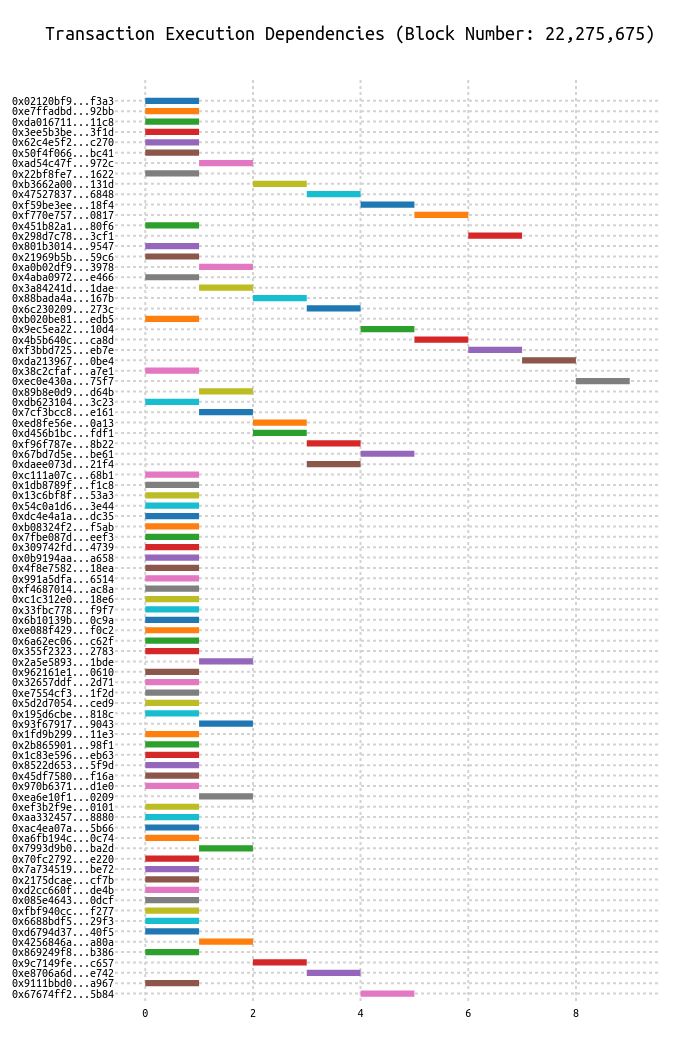 Transaction Execution Dependencies (Block Number: 22,275,675)
0x02120bf9...f3a3
0xe7ffadbd...92bb
0xda016711...11c8
0x3ee5b3be...3f1d
0x62c4e5f2...c270
0x50f4f066...bc41
0xad54c47f...972c
0x22bf8fe7...1622
0xb3662a00...131d
0x47527837...6848
0xf59be3ee...18f4
0xf770e757...0817
0x451b82a1...80f6
0x298d7c78...3cf1
0x801b3014...9547
0x21969b5b...59c6
0xa0b02df9...3978
0x4aba0972...e466
0x3a84241d...1dae
0x88bada4a...167b
0x6c230209...273c
0xb020be81...edb5
0x9ec5ea22...10d4
0x4b5b640c...ca8d
0xf3bbd725...eb7e
0xda213967...0be4
0x38c2cfaf...a7e1
0xec0e430a...75f7
0x89b8e0d9...d64b
0xdb623104...3c23
0x7cf3bcc8...e161
0xed8fe56e...0a13
0xd456b1bc...fdf1
0xf96f787e...8b22
0x67bd7d5e...be61
0xdaee073d...21f4
0xc111a07c...68b1
0x1db8789f...f1c8
0x13c6bf8f...53a3
0x54c0a1d6...3e44
0xdc4e4a1a...dc35
0xb08324f2...f5ab
0x7fbe087d...eef3
0x309742fd...4739
0x0b9194aa...a658
0x4f8e7582...18ea
0x991a5dfa...6514
0xf4687014...ac8a
0xc1c312e0...18e6
0x33fbc778...f9f7
0x6b10139b...0c9a
0xe088f429...f0c2
0x6a62ec06...c62f
0x355f2323...2783
0x2a5e5893...1bde
0x962161e1...0610
0x32657ddf...2d71
0xe7554cf3...1f2d
0x5d2d7054...ced9
0x195d6cbe...818c
0x93f67917...9043
0x1fd9b299...11e3
0x2b865901...98f1
0x1c83e596...eb63
0x8522d653...5f9d
0x45df7580...f16a
0x970b6371...d1e0
0xea6e10f1...0209
0xef3b2f9e...0101
0xaa332457...8880
0xac4ea07a...5b66
0xa6fb194c...0c74
0x7993d9b0...ba2d
0x70fc2792...e220
0x7a734519...be72
0x2175dcae...cf7b
0xd2cc660f...de4b
0x085e4643...0dcf
0xfbf940cc...f277
0x6688bdf5...29f3
0xd6794d37...40f5
0x4256846a...a80a
0x869249f8...b386
0x9c7149fe...c657
0xe8706a6d...e742
0x9111bbd0...a967
0x67674ff2...5b84
0 2 4 6 8